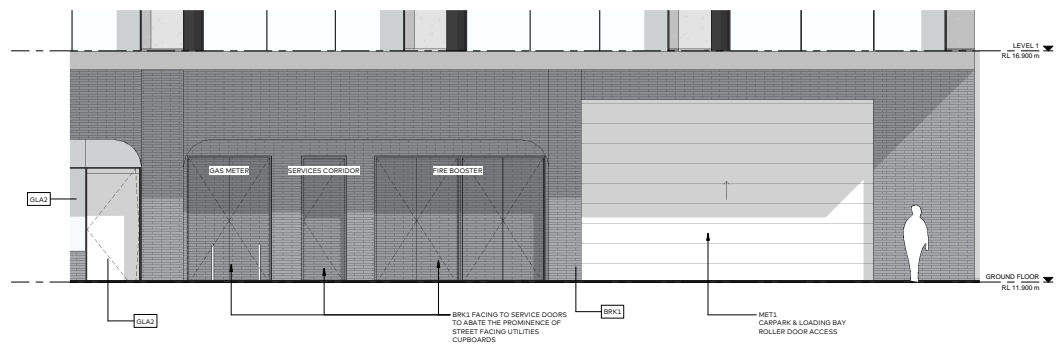 LEVEL 1
RL 16.900 m
GAS METER
SERVICES CORRIDOR
FIRE BOOSTER
GLA2
GROUND FLOOR
RL 11.900 m
GLA2
BRK1 FACING TO SERVICE DOORS
TO ABATE THE PROMINENCE OF
STREET FACING UTILITIES
CUPBOARDS
BRK1
MET1
CARPARK & LOADING BAY
ROLLER DOOR ACCESS